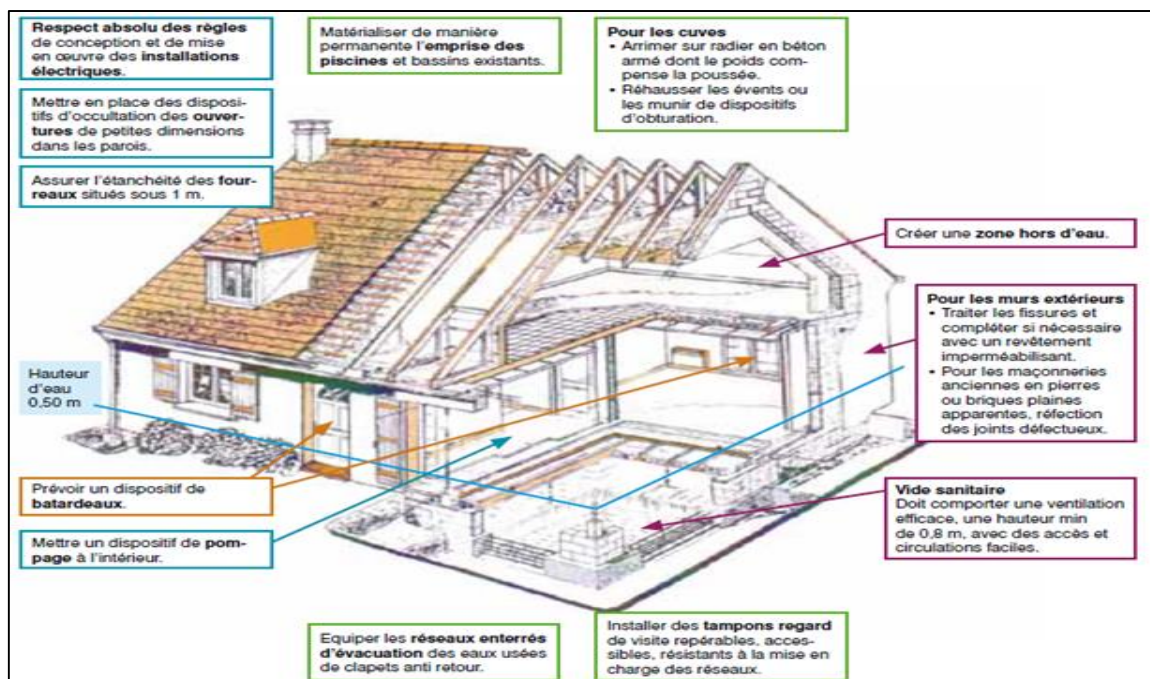 Respect absolu des règles
de conception et de mise
en œuvre des installations
électriques.
Mettre en place des disposi-
tifs d'occultation des ouver-
tures de petites dimensions
dans les parois.
Assurer l'étanchéité des four-
reaux situés sous 1 m.
Matérialiser de manière
permanente l'emprise des
piscines et bassins existants.
Pour les cuves
• Arrimer sur radier en béton
armé dont le poids com-
pense la poussée.
• Réhausser les évents ou
les munir de dispositifs
d'obturation.
Créer une zone hors d'eau.
Pour les murs extérieurs
• Traiter les fissures et
compléter si nécessaire
avec un revêtement
imperméabilisant.
• Pour les maçonneries
anciennes en pierres
ou briques plaines
apparentes, réfection
des joints défectueux.
Hauteur
d'eau
0,50 m
Prévoir un dispositif de
batardeaux.
Mettre un dispositif de pom-
page à l'intérieur.
Vide sanitaire
Doit comporter une ventilation
efficace, une hauteur min
de 0,8 m, avec des accès et
circulations faciles.
Equiper les réseaux enterrés
d'évacuation des eaux usées
de clapets anti retour.
Installer des tampons regard
de visite repérables, acces-
sibles, résistants à la mise en
charge des réseaux.